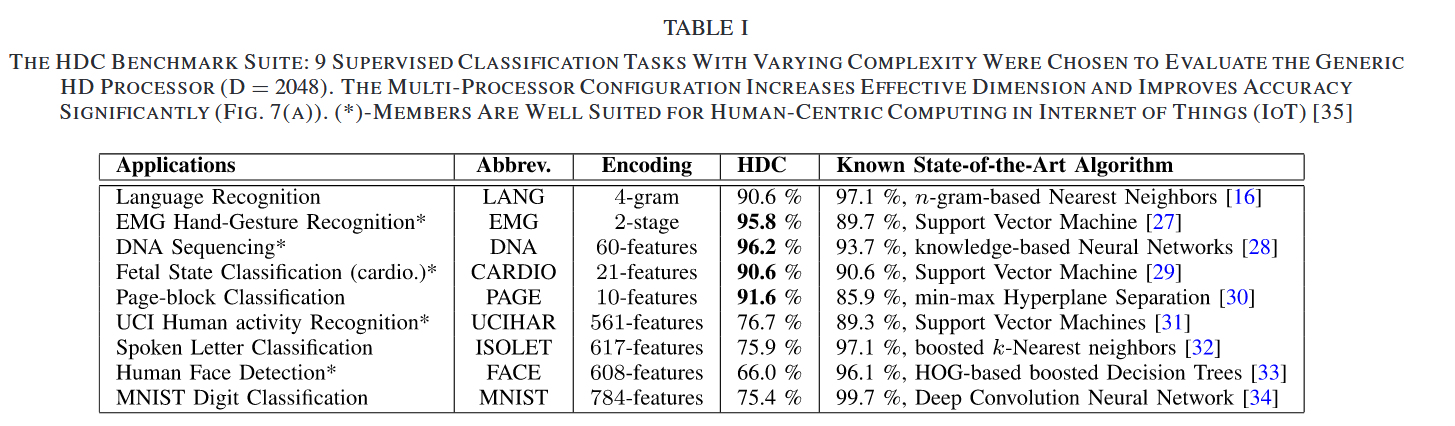 TABLE I
THE HDC BENCHMARK SUITE: 9 SUPERVISED CLASSIFICATION TASKS WITH VARYING COMPLEXITY WERE CHOSEN TO EVALUATE THE GENERIC
HD PROCESSOR (D = 2048). THE MULTI-PROCESSOR CONFIGURATION INCREASES EFFECTIVE DIMENSION AND IMPROVES ACCURACY
SIGNIFICANTLY (FIG. 7(A)). (*)-MEMBERS ARE WELL SUITED FOR HUMAN-CENTRIC COMPUTING IN INTERNET OF THINGS (IOT) [35]
Applications Abbrev. Encoding HDC Known State-of-the-Art Algorithm
Language Recognition LANG 4-gram 90.6 % 97.1 %, n-gram-based Nearest Neighbors [16]
EMG Hand-Gesture Recognition* EMG 2-stage 95.8 % 89.7 %, Support Vector Machine [27]
DNA Sequencing* DNA 60-features 96.2 % 93.7 %, knowledge-based Neural Networks [28]
Fetal State Classification (cardio.)* CARDIO 21-features 90.6 % 90.6 %, Support Vector Machine [29]
Page-block Classification PAGE 10-features 91.6 % 85.9 %, min-max Hyperplane Separation [30]
UCI Human activity Recognition* UCIHAR 561-features 76.7 % 89.3 %, Support Vector Machines [31]
Spoken Letter Classification ISOLET 617-features 75.9 % 97.1 %, boosted k-Nearest neighbors [32]
Human Face Detection* FACE 608-features 66.0 % 96.1 %, HOG-based boosted Decision Trees [33]
MNIST Digit Classification MNIST 784-features 75.4 % 99.7 %, Deep Convolution Neural Network [34]